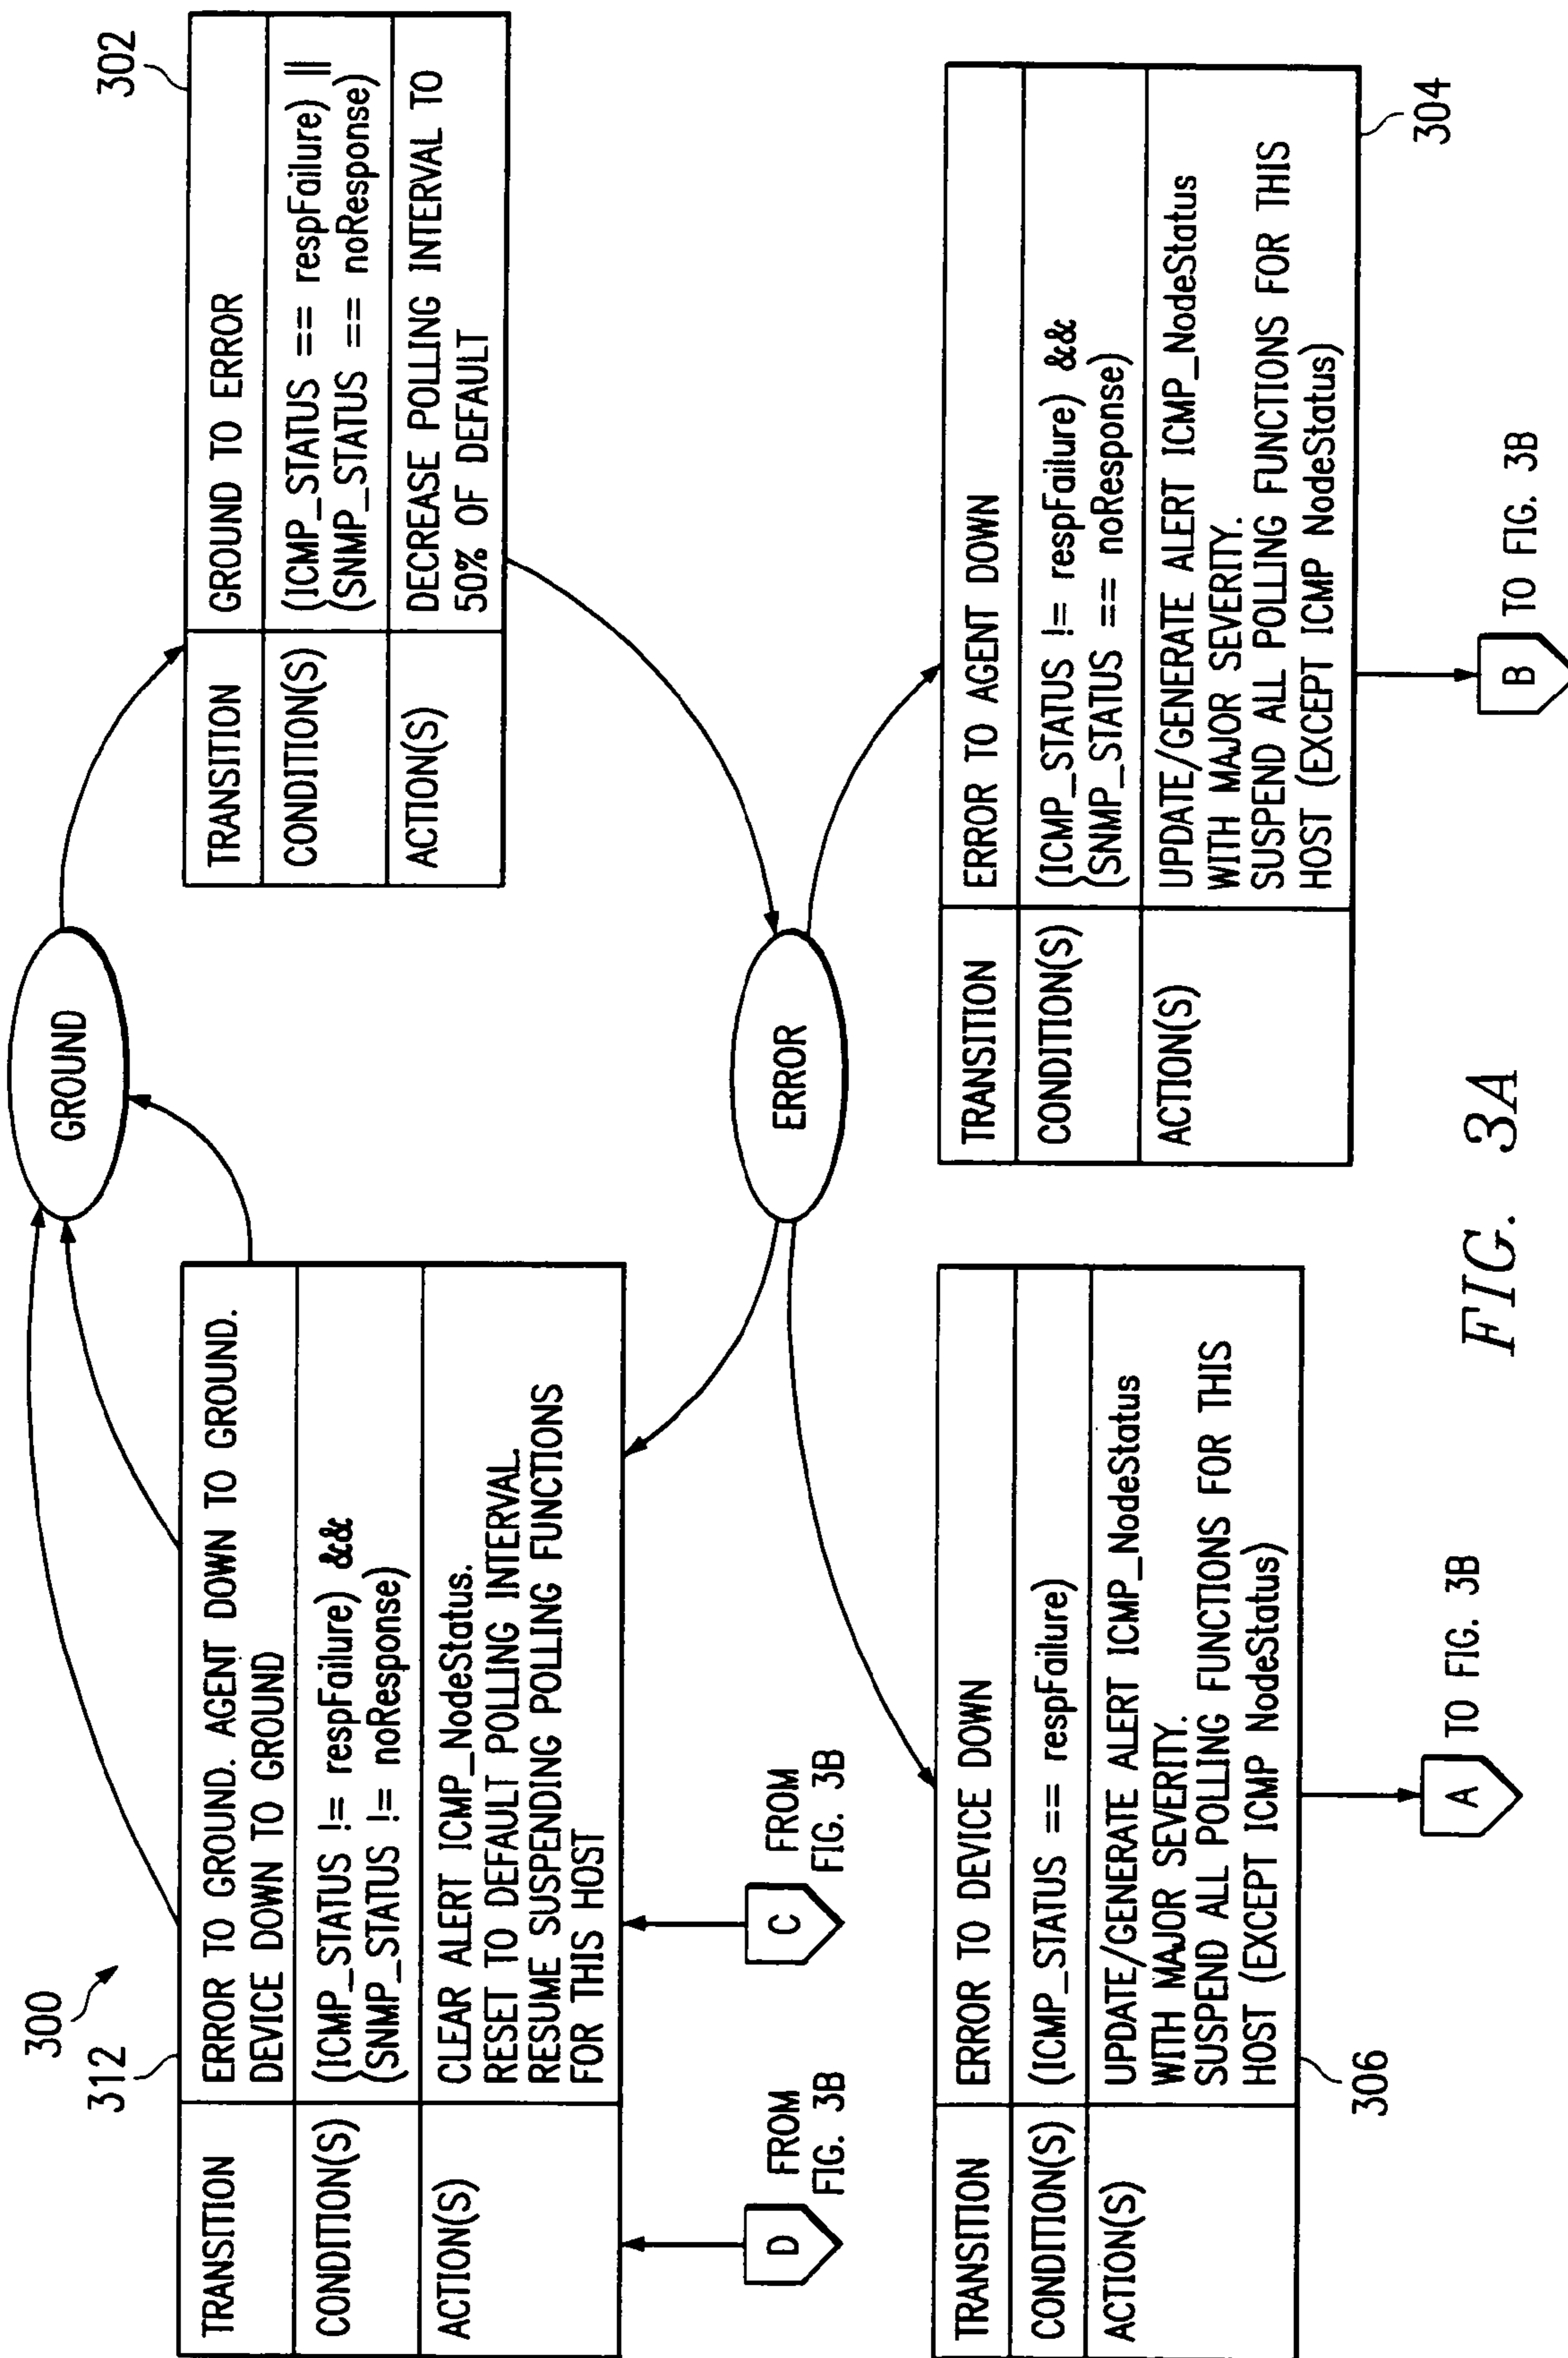 300
312
TRANSITION
ERROR TO GROUND. AGENT DOWN TO GROUND.
DEVICE DOWN TO GROUND
CONDITION(S)
(ICMP_STATUS != respFailure) &&
(SNMP_STATUS != noResponse)
ACTION(S)
CLEAR ALERT ICMP_NodeStatus.
RESET TO DEFAULT POLLING INTERVAL.
RESUME SUSPENDING POLLING FUNCTIONS
FOR THIS HOST
GROUND
302
TRANSITION
GROUND TO ERROR
CONDITION(S)
(ICMP_STATUS == respFailure) ||
(SNMP_STATUS == noResponse)
ACTION(S)
DECREASE POLLING INTERVAL TO
50% OF DEFAULT
D
FROM
FIG. 3B
C
FROM
FIG. 3B
ERROR
TRANSITION
ERROR TO DEVICE DOWN
CONDITION(S)
(ICMP_STATUS == respFailure)
ACTION(S)
UPDATE/GENERATE ALERT ICMP_NodeStatus
WITH MAJOR SEVERITY.
SUSPEND ALL POLLING FUNCTIONS FOR THIS
HOST (EXCEPT ICMP NodeStatus)
306
A
TO FIG. 3B
TRANSITION
ERROR TO AGENT DOWN
CONDITION(S)
(ICMP_STATUS != respFailure) &&
(SNMP_STATUS == noResponse)
ACTION(S)
UPDATE/GENERATE ALERT ICMP_NodeStatus
WITH MAJOR SEVERITY.
SUSPEND ALL POLLING FUNCTIONS FOR THIS
HOST (EXCEPT ICMP NodeStatus)
304
B
TO FIG. 3B
FIG. 3A